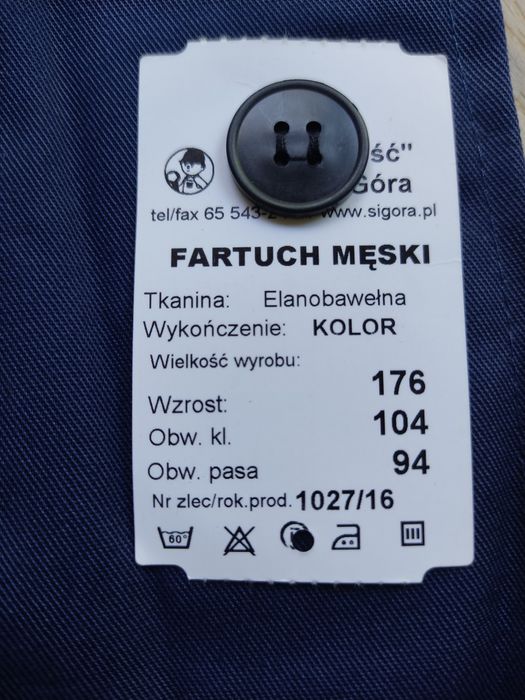 ść"
Góra
tel/fax 65 543-2 www.sigora.pl
FARTUCH MĘSKI
Tkanina: Elanobawełna
Wykończenie: KOLOR
Wielkość wyrobu:
Wzrost: 176
Obw. kl. 104
Obw. pasa 94
Nr zlec/rok.prod. 1027/16
60°